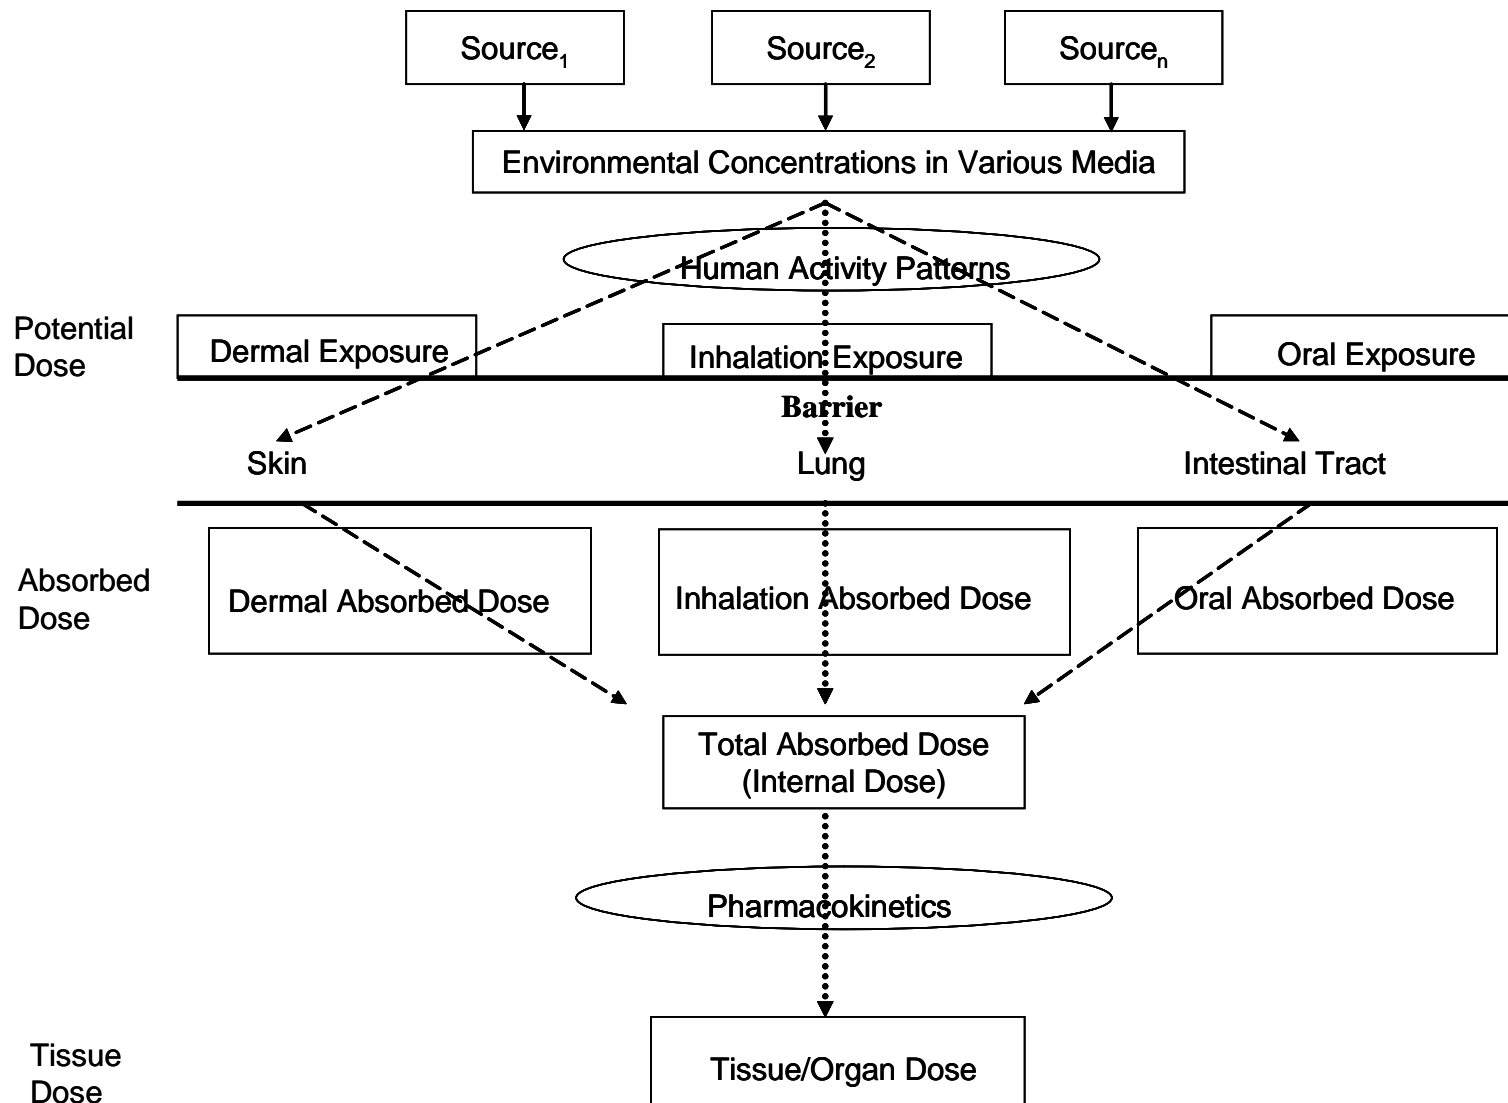 Source1 Source2 Sourcen
Environmental Concentrations in Various Media
Human Activity Patterns
Potential
Dose
Dermal Exposure
Inhalation Exposure
Oral Exposure
Barrier
Skin
Lung
Intestinal Tract
Absorbed
Dose
Dermal Absorbed Dose
Inhalation Absorbed Dose
Oral Absorbed Dose
Total Absorbed Dose
(Internal Dose)
Pharmacokinetics
Tissue
Dose
Tissue/Organ Dose